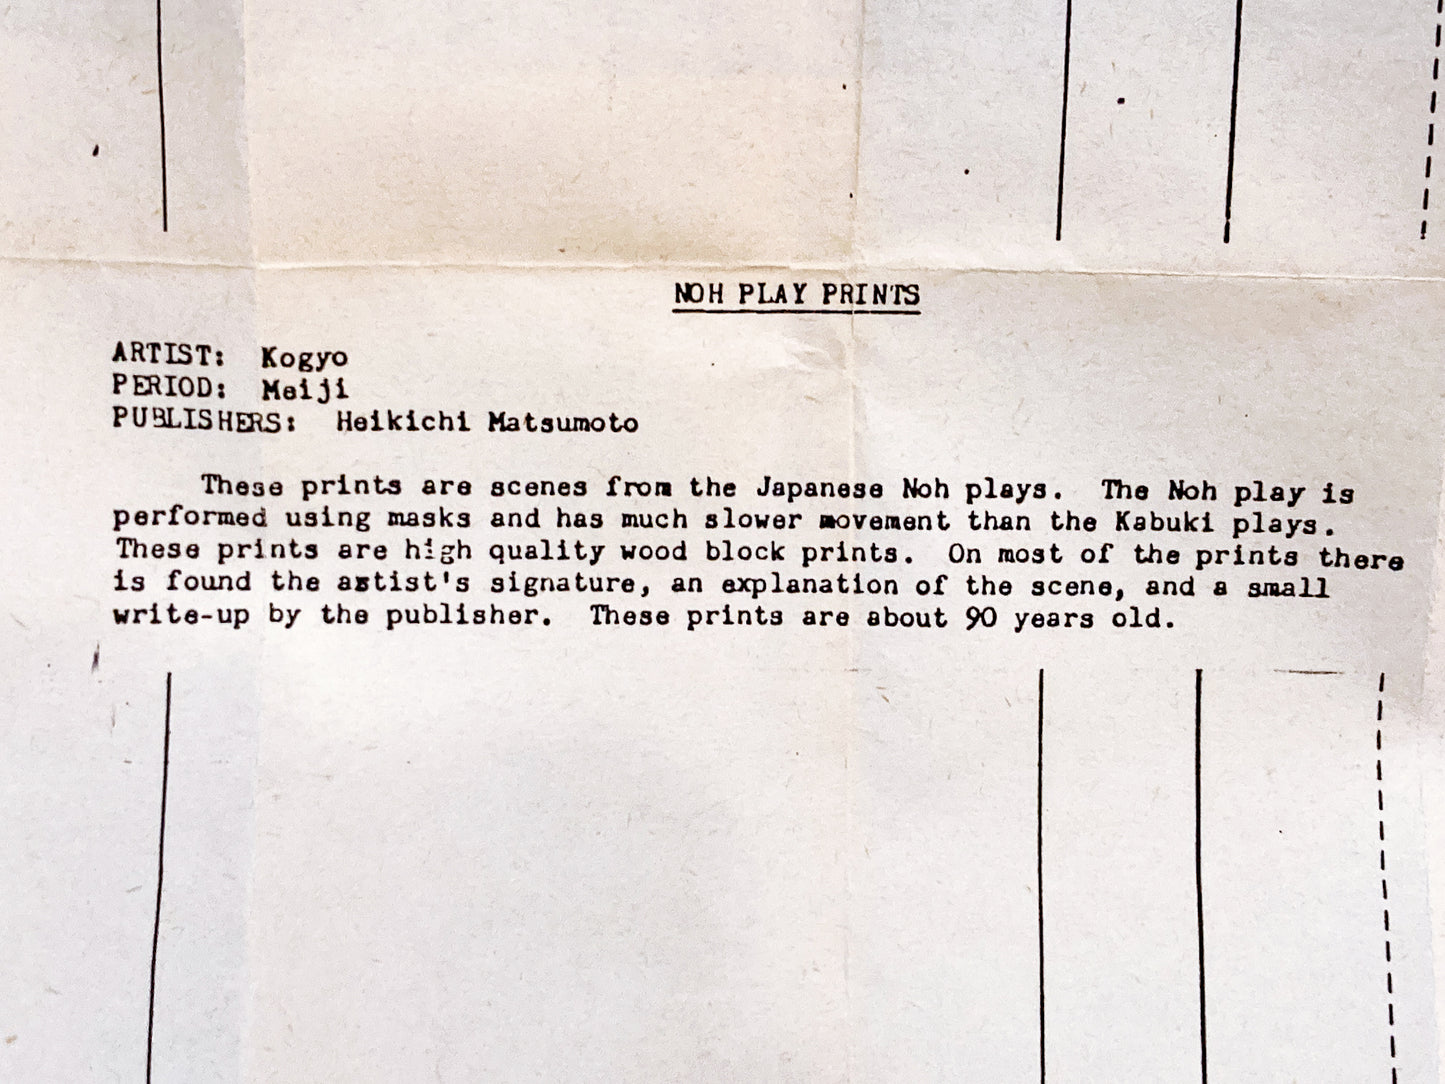 NOH PLAY PRINTS
ARTIST: Kogyo
PERIOD: Meiji
PUBLISHERS: Heikichi Matsumoto
These prints are scenes from the Japanese Noh plays. The Noh play is
performed using masks and has much slower movement than the Kabuki plays.
These prints are high quality wood block prints. On most of the prints there
is found the astist's signature, an explanation of the scene, and a small
write-up by the publisher. These prints are about 90 years old.